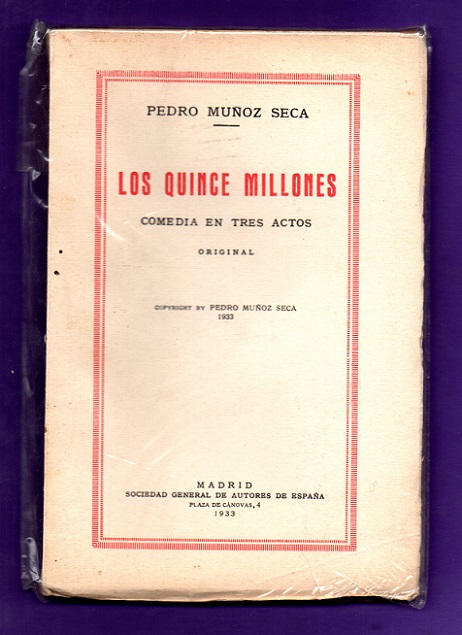 PEDRO MUÑOZ SECA
LOS QUINCE MILLONES
COMEDIA EN TRES ACTOS
ORIGINAL
COPYRIGHT BY PEDRO MUÑOZ SECA
1933
MADRID
SOCIEDAD GENERAL DE AUTORES DE ESPAÑA
PLAZA DE CÁNOVAS, 4
1933